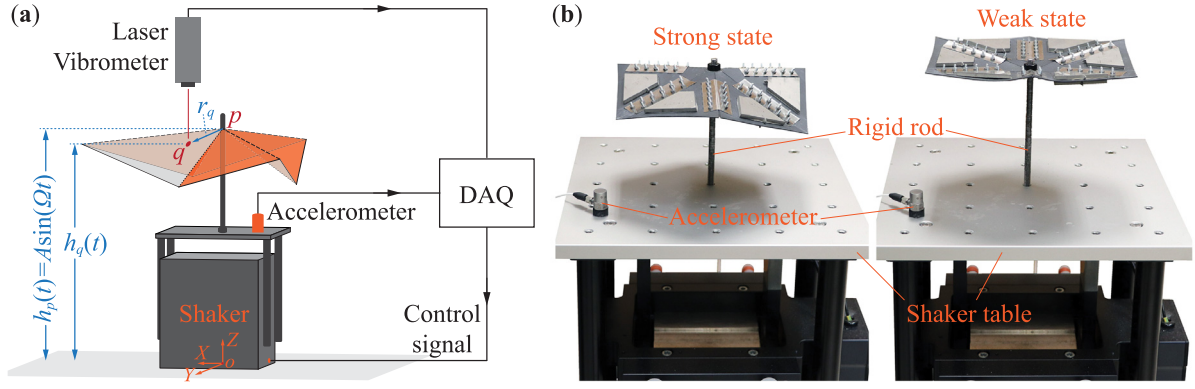 (a)
Laser
Vibrometer
r_q
p
q
h_p(t)=Asin(Ωt)
h_q(t)
Accelerometer
DAQ
Shaker
Z
X
o
Y
Control
signal
(b)
Strong state
Weak state
Rigid rod
Accelerometer
Shaker table